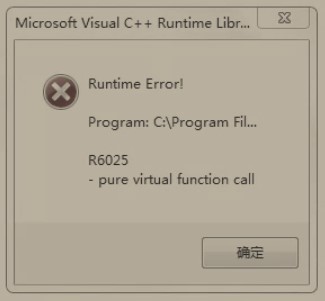 Microsoft Visual C++ Runtime Libr...
Runtime Error!
Program: C:\Program Fil...
R6025
- pure virtual function call
确定